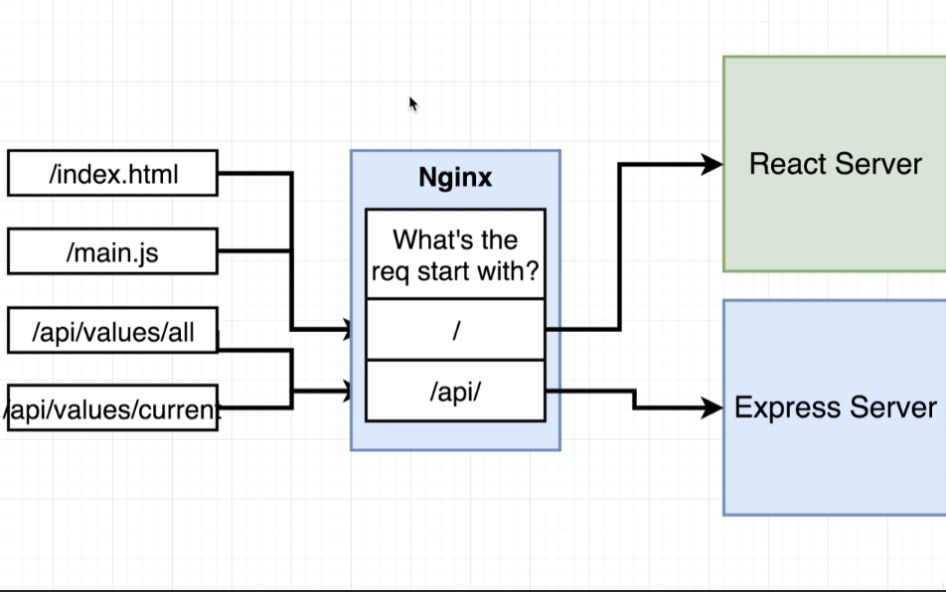 /index.html
/main.js
/api/values/all
/api/values/current
Nginx
What's the
req start with?
/
/api/
React Server
Express Server